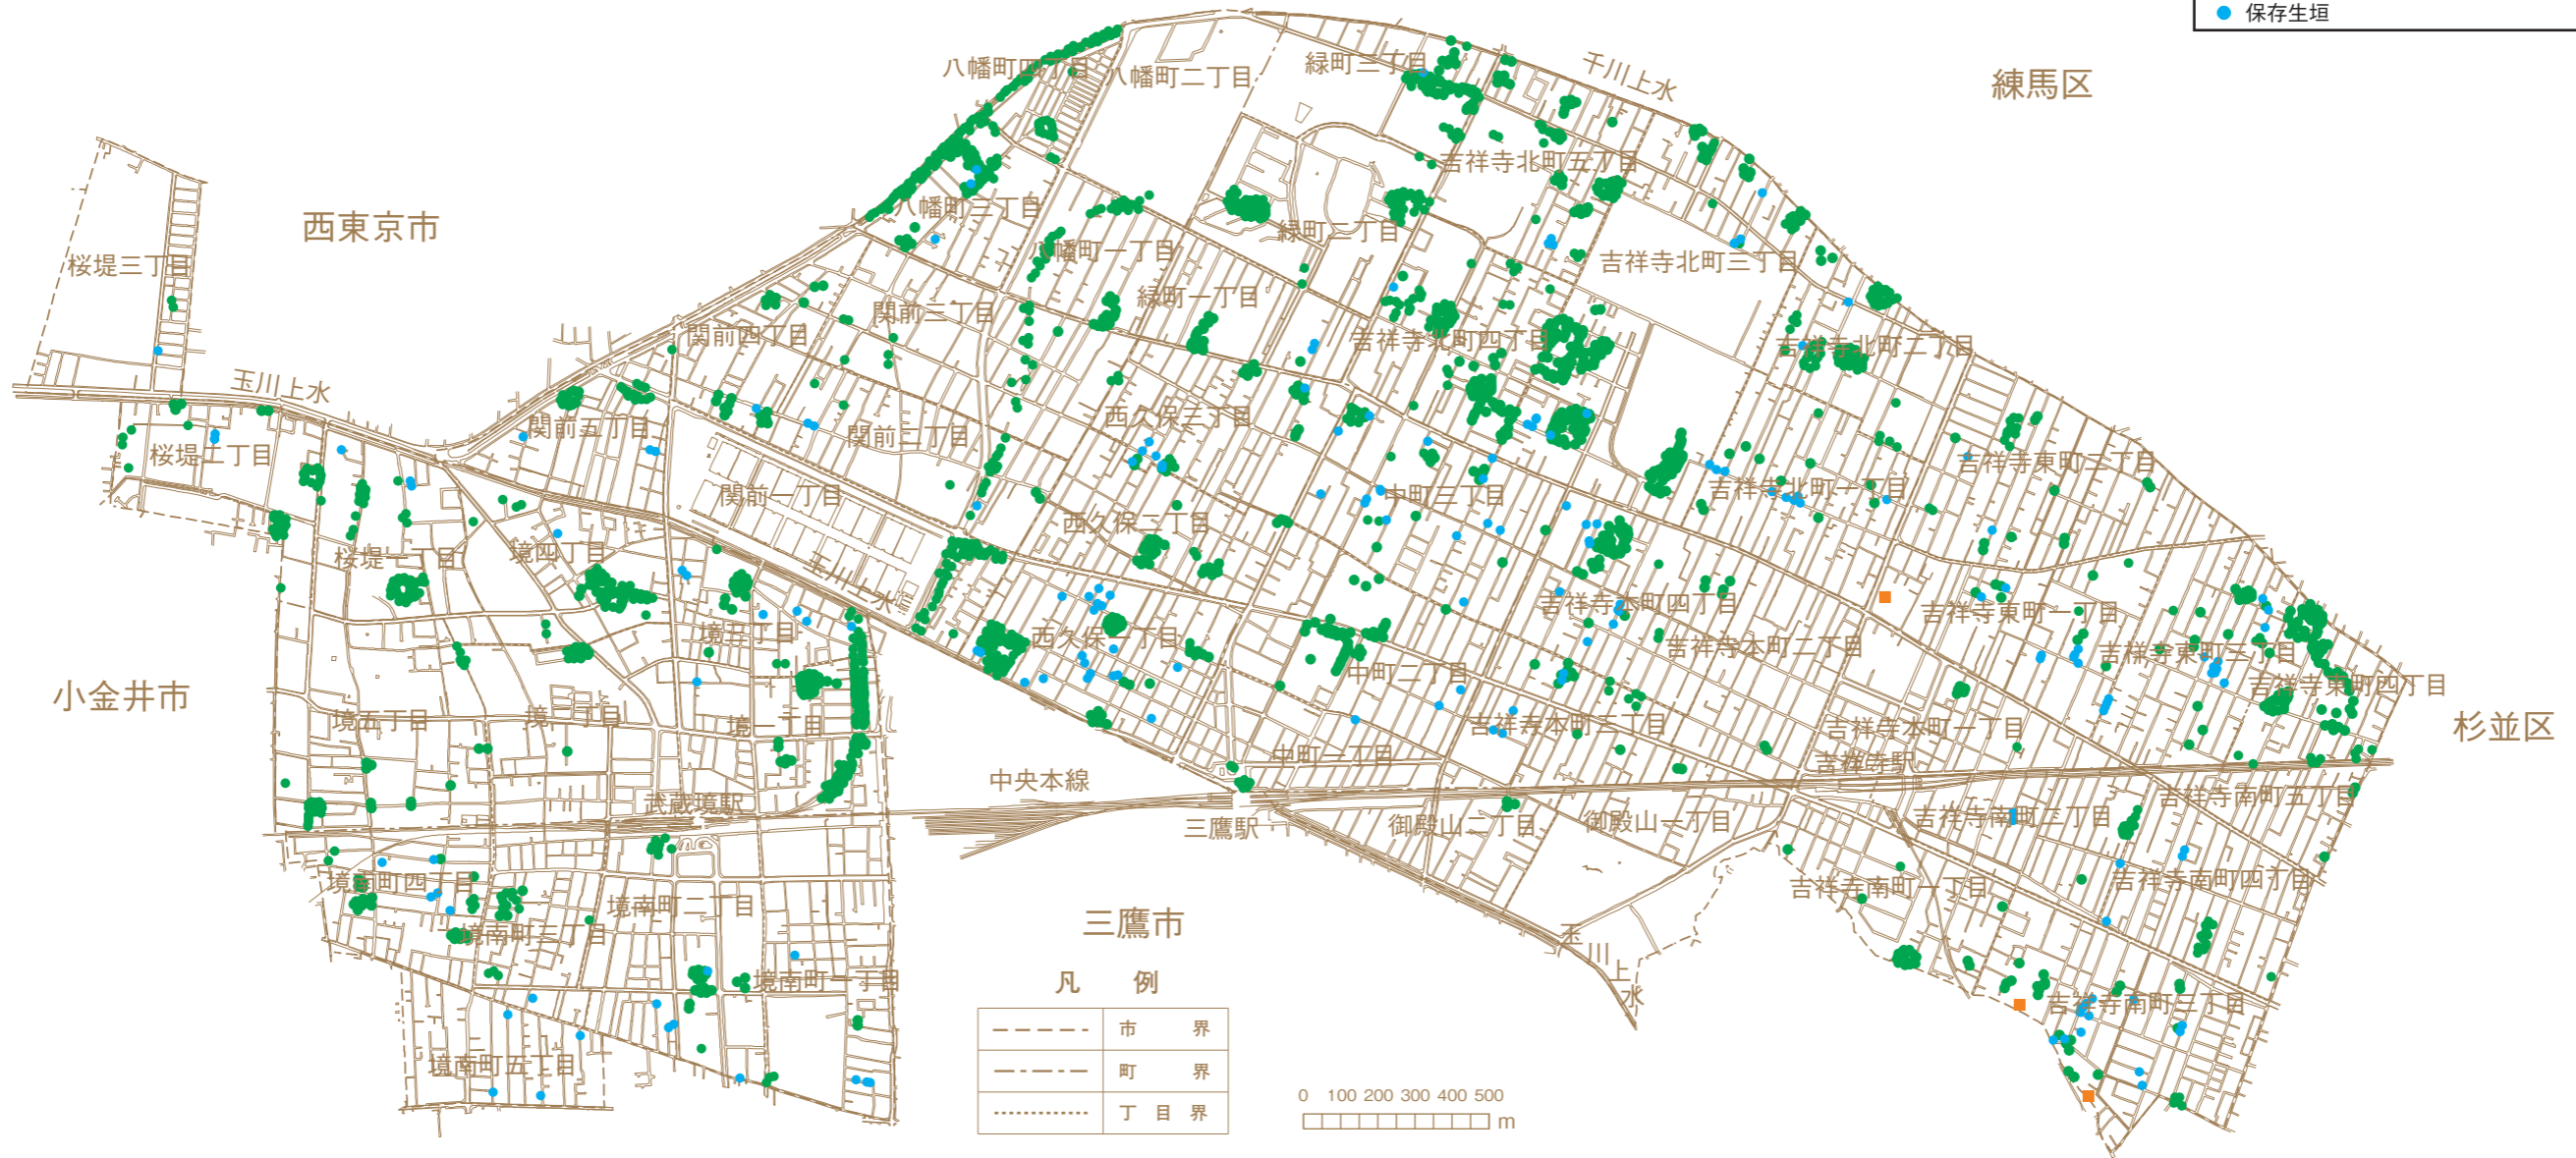 保存生垣
練馬区
千川上水
八幡町四丁目
八幡町二丁目
緑町三丁目
吉祥寺北町五丁目
八幡町三丁目
西東京市
緑町二丁目
八幡町一丁目
吉祥寺北町三丁目
桜堤三丁目
緑町一丁目
関前三丁目
関前四丁目
吉祥寺北町四丁目
吉祥寺北町二丁目
玉川上水
西久保三丁目
関前五丁目
関前二丁目
桜堤二丁目
吉祥寺東町二丁目
関前一丁目
中町三丁目
吉祥寺北町一丁目
西久保二丁目
桜堤一丁目
境四丁目
玉川上水
吉祥寺本町四丁目
吉祥寺東町一丁目
境三丁目
西久保一丁目
吉祥寺本町二丁目
吉祥寺東町三丁目
中町二丁目
吉祥寺東町四丁目
小金井市
境五丁目
境二丁目
境一丁目
吉祥寺本町三丁目
吉祥寺本町一丁目
杉並区
中町一丁目
吉祥寺駅
中央本線
武蔵境駅
三鷹駅
御殿山二丁目
御殿山一丁目
吉祥寺南町二丁目
吉祥寺南町五丁目
境南町四丁目
境南町二丁目
吉祥寺南町一丁目
吉祥寺南町四丁目
三鷹市
境南町三丁目
玉川上水
境南町一丁目
吉祥寺南町三丁目
境南町五丁目
凡 例
市 界
町 界
丁 目 界
0 100 200 300 400 500
m